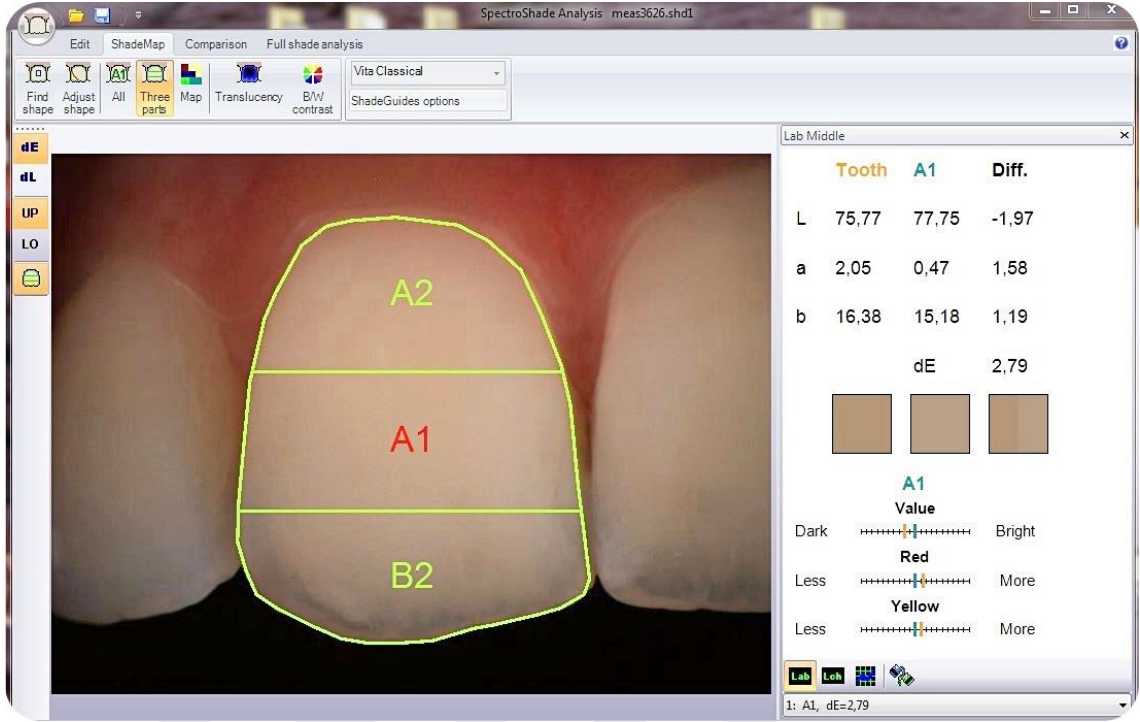 SpectroShade Analysis meas3626.shd1
Edit ShadeMap Comparison Full shade analysis
Find shape
Adjust shape
All
Three parts
Map
Translucency
B/W contrast
A1
Vita Classical
ShadeGuides options
dE
dL
UP
LO
A2
A1
B2
Lab Middle
Tooth A1 Diff.
L 75,77 77,75 -1,97
a 2,05 0,47 1,58
b 16,38 15,18 1,19
dE 2,79
A1
Value
Dark Bright
Red
Less More
Yellow
Less More
Lab Lch
1: A1, dE=2,79